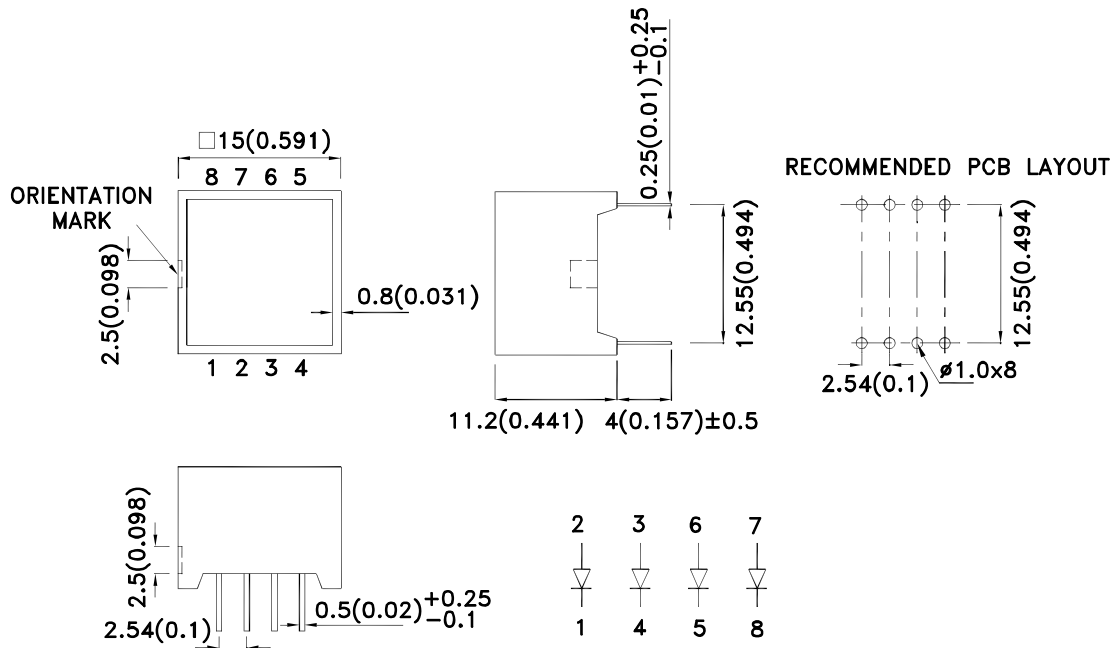 □15(0.591)
8 7 6 5
ORIENTATION
MARK
2.5(0.098)
0.8(0.031)
1 2 3 4
0.25(0.01)+0.25
−0.1
12.55(0.494)
11.2(0.441) 4(0.157)±0.5
RECOMMENDED PCB LAYOUT
12.55(0.494)
2.54(0.1)
ø1.0x8
2.5(0.098)
2.54(0.1)
0.5(0.02)+0.25
−0.1
2 3 6 7
1 4 5 8